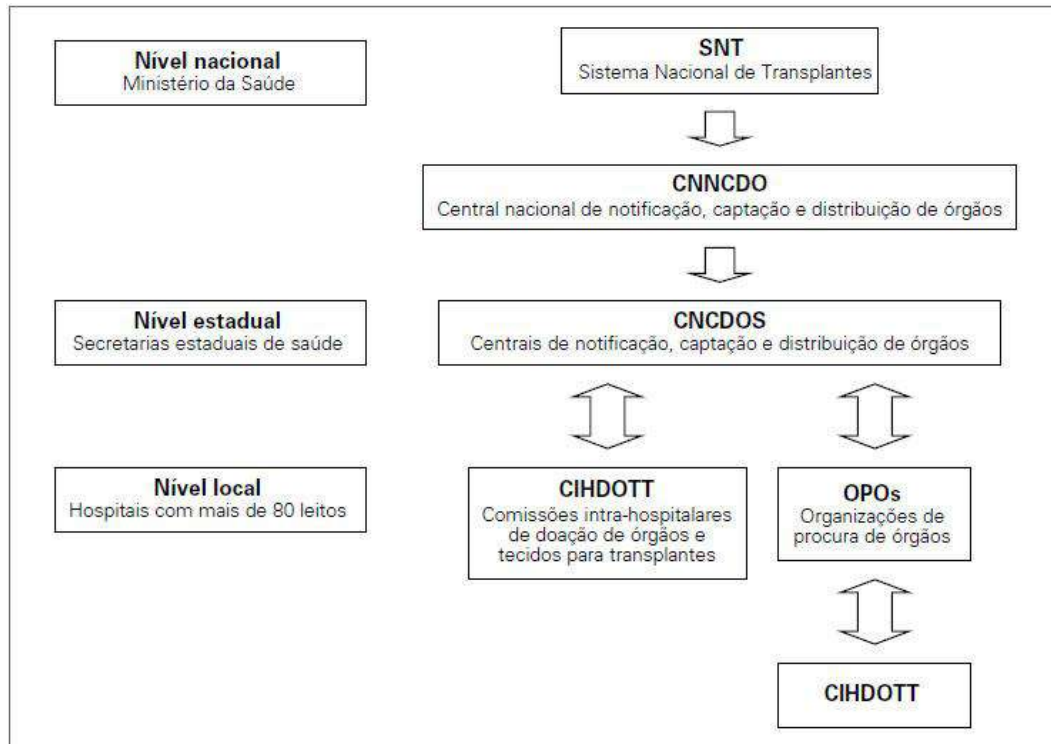 Nível nacional
Ministério da Saúde
SNT
Sistema Nacional de Transplantes
CNNCDO
Central nacional de notificação, captação e distribuição de órgãos
Nível estadual
Secretarias estaduais de saúde
CNCDOS
Centrais de notificação, captação e distribuição de órgãos
Nível local
Hospitais com mais de 80 leitos
CIHDOTT
Comissões intra-hospitalares
de doação de órgãos e
tecidos para transplantes
OPOs
Organizações de
procura de órgãos
CIHDOTT